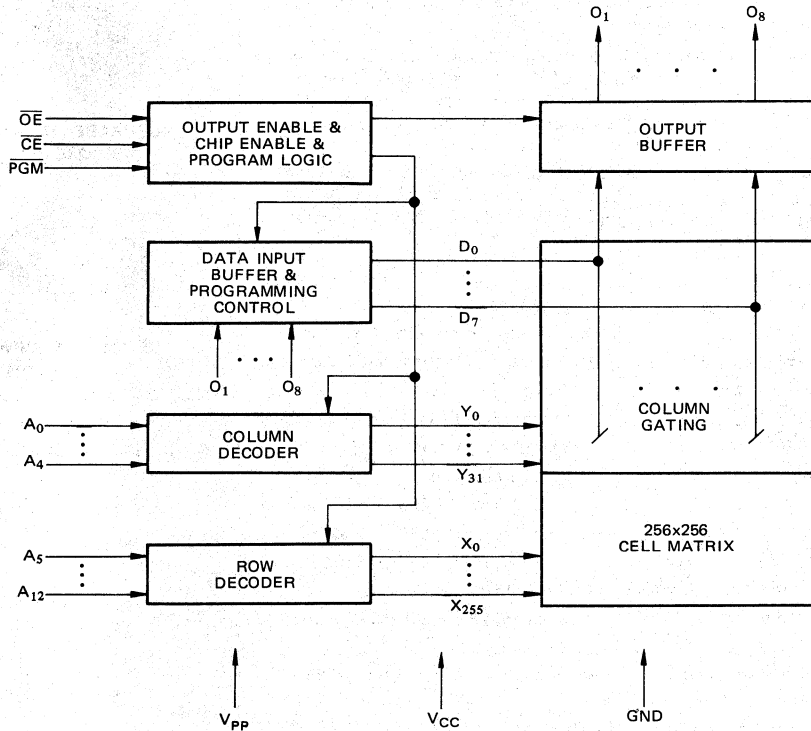 O1 O8
. . .
OE
CE
PGM
OUTPUT ENABLE &
CHIP ENABLE &
PROGRAM LOGIC
OUTPUT
BUFFER
DATA INPUT
BUFFER &
PROGRAMMING
CONTROL
D0
D7
O1 . . . O8
A0
A4
COLUMN
DECODER
Y0
Y31
. . .
COLUMN
GATING
A5
A12
ROW
DECODER
X0
X255
256x256
CELL MATRIX
VPP
VCC
GND